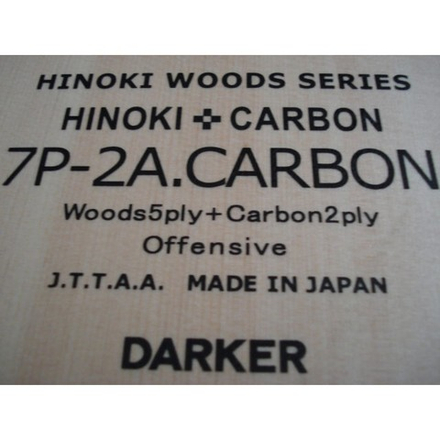 HINOKI WOODS SERIES
HINOKI ✜ CARBON
7P-2A.CARBON
Woods5ply+Carbon2ply
Offensive
J.T.T.A.A. MADE IN JAPAN
DARKER